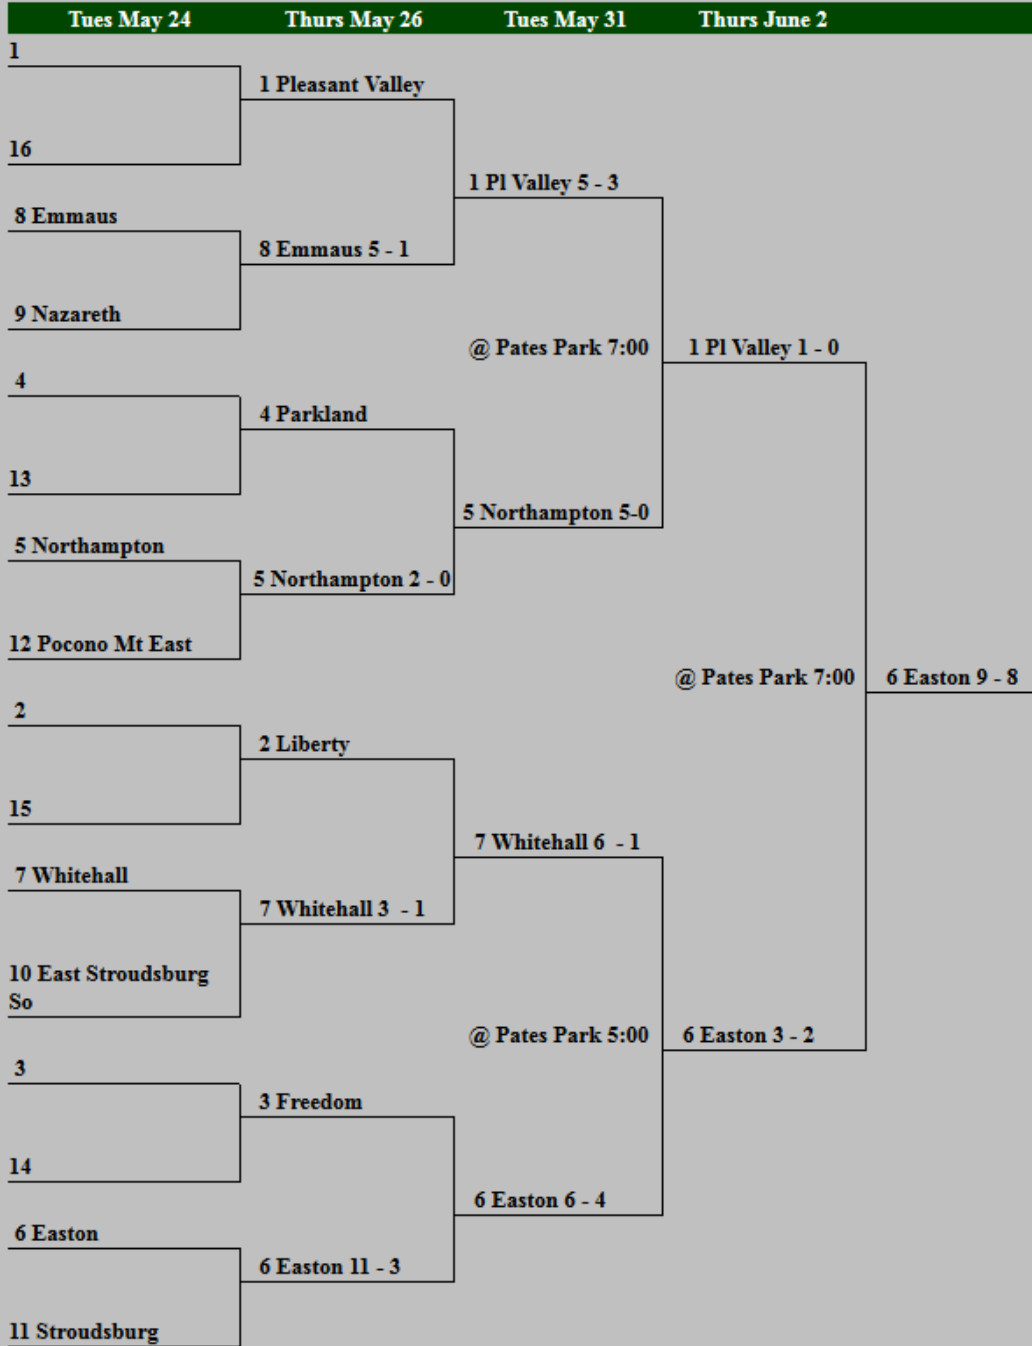 Tues May 24 Thurs May 26 Tues May 31 Thurs June 2
1
1 Pleasant Valley
16
1 Pl Valley 5 - 3
8 Emmaus
8 Emmaus 5 - 1
9 Nazareth
@ Pates Park 7:00 1 Pl Valley 1 - 0
4
4 Parkland
13
5 Northampton 5-0
5 Northampton
5 Northampton 2 - 0
12 Pocono Mt East
@ Pates Park 7:00 6 Easton 9 - 8
2
2 Liberty
15
7 Whitehall 6 - 1
7 Whitehall
7 Whitehall 3 - 1
10 East Stroudsburg
So
@ Pates Park 5:00 6 Easton 3 - 2
3
3 Freedom
14
6 Easton 6 - 4
6 Easton
6 Easton 11 - 3
11 Stroudsburg